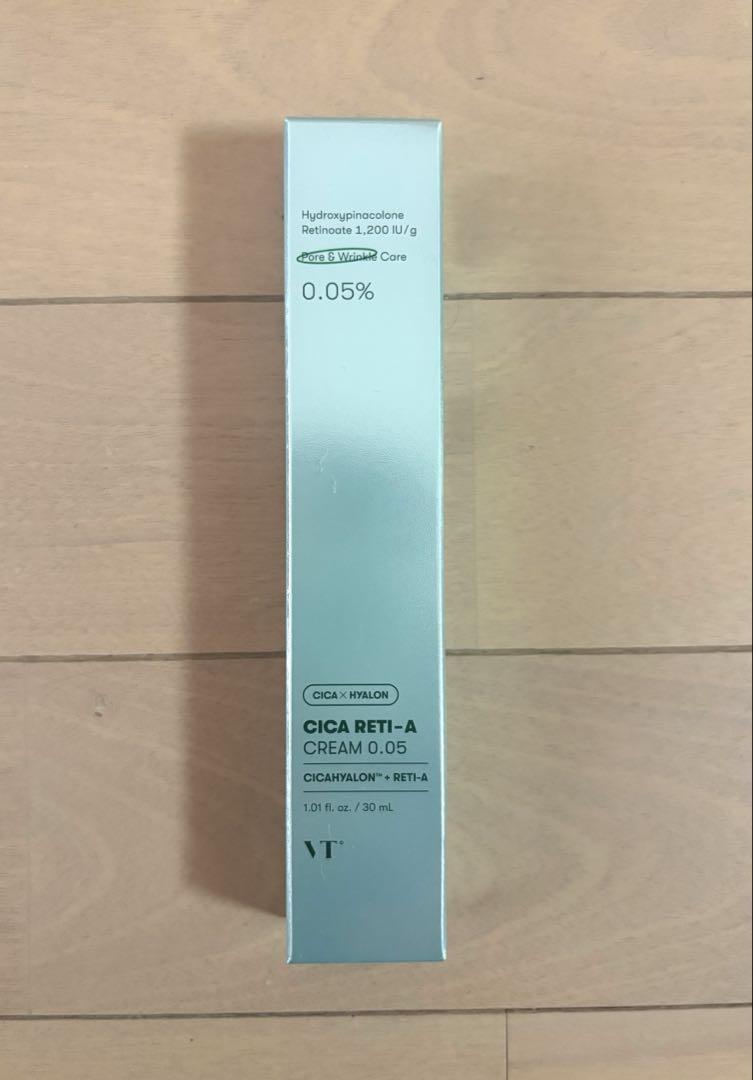 Hydroxypinacolone
Retinoate 1,200 IU/g
Pore & Wrinkle Care
0.05%
CICA×HYALON
CICA RETI-A
CREAM 0.05
CICAHYALON™ + RETI-A
1.01 fl. oz. / 30 mL
VT°